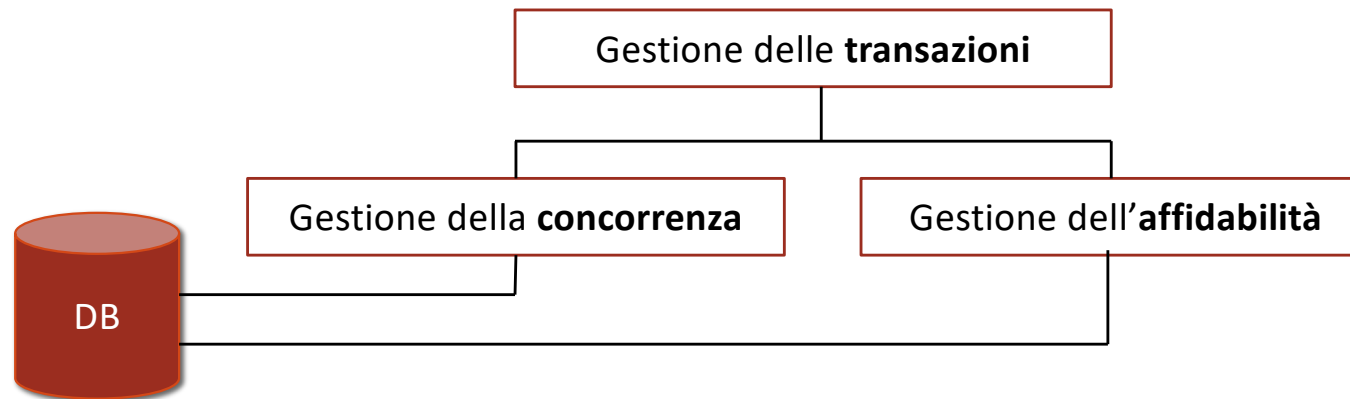 Gestione delle transazioni
Gestione della concorrenza
Gestione dell’affidabilità
DB